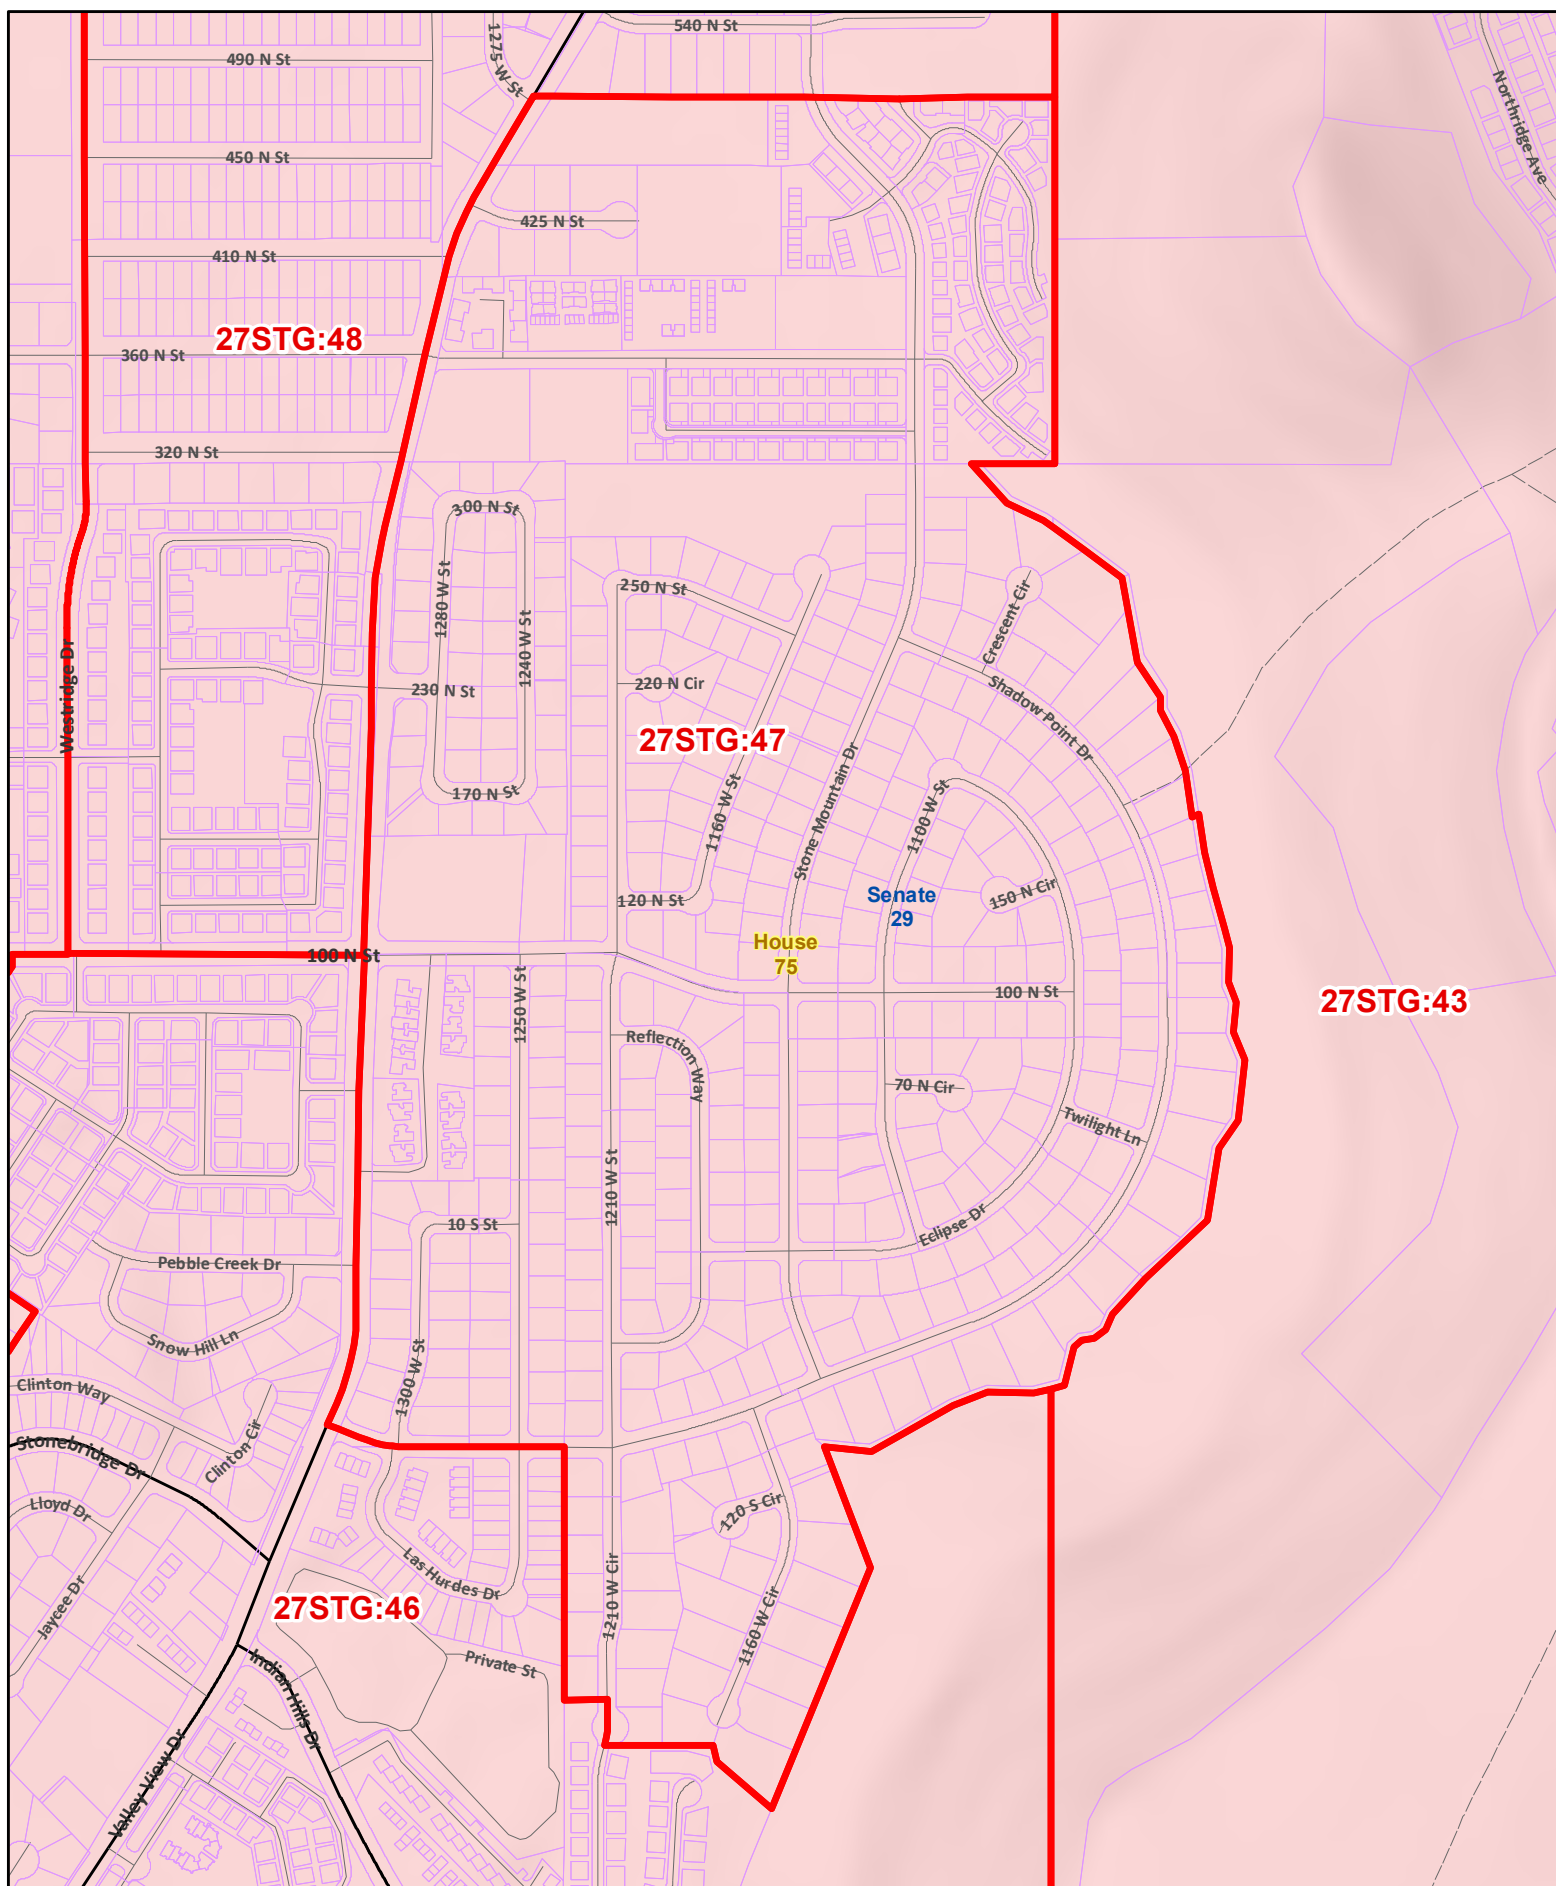 540 N St
1275 W St
490 N St
Northridge Ave
450 N St
425 N St
410 N St
27STG:48
360 N St
320 N St
300 N St
1280 W St
1240 W St
250 N St
Crescent Cir
Westridge Dr
230 N St
220 N Cir
Shadow Point Dr
27STG:47
170 N St
1160 W St
Stone Mountain Dr
1100 W St
120 N St
150 N Cir
Senate
29
House
75
100 N St
100 N St
27STG:43
1250 W St
Reflection Way
70 N Cir
Twilight Ln
1210 W St
10 S St
Eclipse Dr
Pebble Creek Dr
Snow Hill Ln
1300 W St
Clinton Way
Clinton Cir
Stonebridge Dr
Lloyd Dr
120 S Cir
Las Hurdes Dr
Jaycee Dr
27STG:46
1210 W Cir
1160 W Cir
Private St
Indian Hills Dr
Valley View Dr